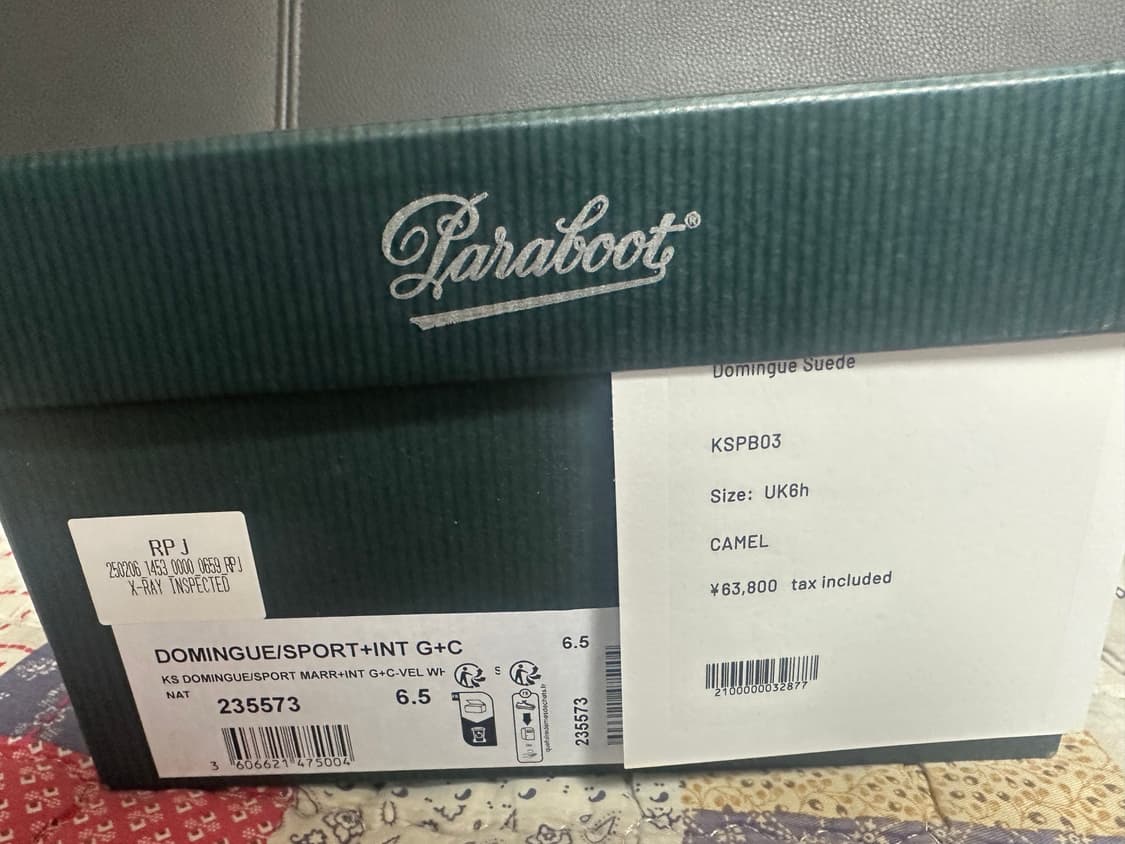 Paraboot®
Domingue Suede
KSPB03
Size: UK6h
CAMEL
¥63,800 tax included
2100000032877
RPJ
250206 1453 0000 0659 RPJ
X-RAY INSPECTED
DOMINGUE/SPORT+INT G+C
KS DOMINGUE/SPORT MARR+INT G+C-VEL WH
NAT
235573
6.5
3 606621 475004
S
6.5
235573